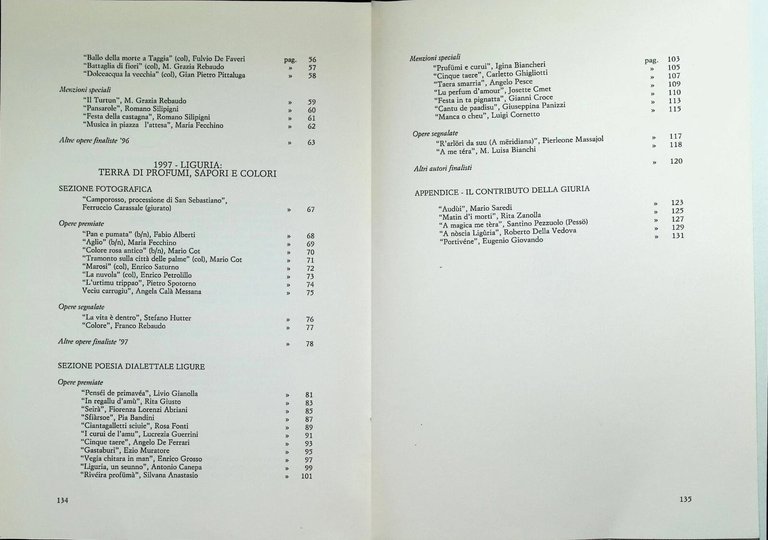 "Ballo della morte a Taggia" (col), Fulvio De Faveri pag. 56
"Battaglia di fiori" (col), M. Grazia Rebaudo » 57
"Dolceacqua la vecchia" (col), Gian Pietro Pittaluga » 58
Menzioni speciali
"Il Turtun", M. Grazia Rebaudo » 59
"Pansarole", Romano Silipigni » 60
"Festa della castagna", Romano Silipigni » 61
"Musica in piazza l'attesa", Maria Fecchino » 62
Altre opere finaliste '96 » 63
1997 - LIGURIA:
TERRA DI PROFUMI, SAPORI E COLORI
SEZIONE FOTOGRAFICA
"Camporosso, processione di San Sebastiano",
Ferruccio Carassale (giurato) » 67
Opere premiate
"Pan e pumata" (b/n), Fabio Alberti » 68
"Aglio" (b/n), Maria Fecchino » 69
"Colore rosa antico" (b/n), Mario Cot » 70
"Tramonto sulla città delle palme" (col), Mario Cot » 71
"Marosi" (col), Enrico Saturno » 72
"La nuvola" (col), Enrico Petrolillo » 73
"L'urtimu trippao", Pietro Spotorno » 74
Veciu carrugiu", Angela Calà Messana » 75
Opere segnalate
"La vita è dentro", Stefano Hutter » 76
"Colore", Franco Rebaudo » 77
Altre opere finaliste '97 » 78
SEZIONE POESIA DIALETTALE LIGURE
Opere premiate
"Penséi de primavéa", Livio Gianolla » 81
"In regallu d'amù", Rita Giusto » 83
"Seirà", Fiorenza Lorenzi Abriani » 85
"Sfiàrsoe", Pia Bandini » 87
"Ciantagalletti sciuie", Rosa Fonti » 89
"I curui de l'amu", Lucrezia Guerrini » 91
"Cinque taere", Angelo De Ferrari » 93
"Gastaburi", Ezio Muratore » 95
"Vegia chitara in man", Enrico Grosso » 97
"Liguria, un seunno", Antonio Canepa » 99
"Rivéira profümà", Silvana Anastasio » 101
134
Menzioni speciali pag. 103
"Profümi e curui", Igina Biancheri » 105
"Cinque taere", Carletto Ghigliotti » 107
"Taera smarria", Angelo Pesce » 109
"Lu perfum d'amour", Josette Cmet » 110
"Festa in ta pignatta", Gianni Croce » 113
"Cantu de paadisu", Giuseppina Panizzi » 115
"Manca o cheu", Luigi Cornetto
Opere segnalate
"R'arlöri da suu (A mëridiana)", Pierleone Massajol » 117
"A me téra", M. Luisa Bianchi » 118
Altri autori finalisti » 120
APPENDICE - IL CONTRIBUTO DELLA GIURIA
"Audùi", Mario Saredi » 123
"Matin d'i morti", Rita Zanolla » 125
"A magica me tèra", Santino Pezzuolo (Pessö) » 127
"A nòscia Ligùria", Roberto Della Vedova » 129
"Portivéne", Eugenio Giovando » 131
135